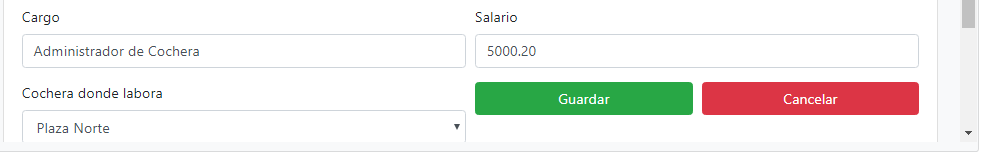 Cargo
Salario
Administrador de Cochera
5000.20
Cochera donde labora
Guardar
Cancelar
Plaza Norte